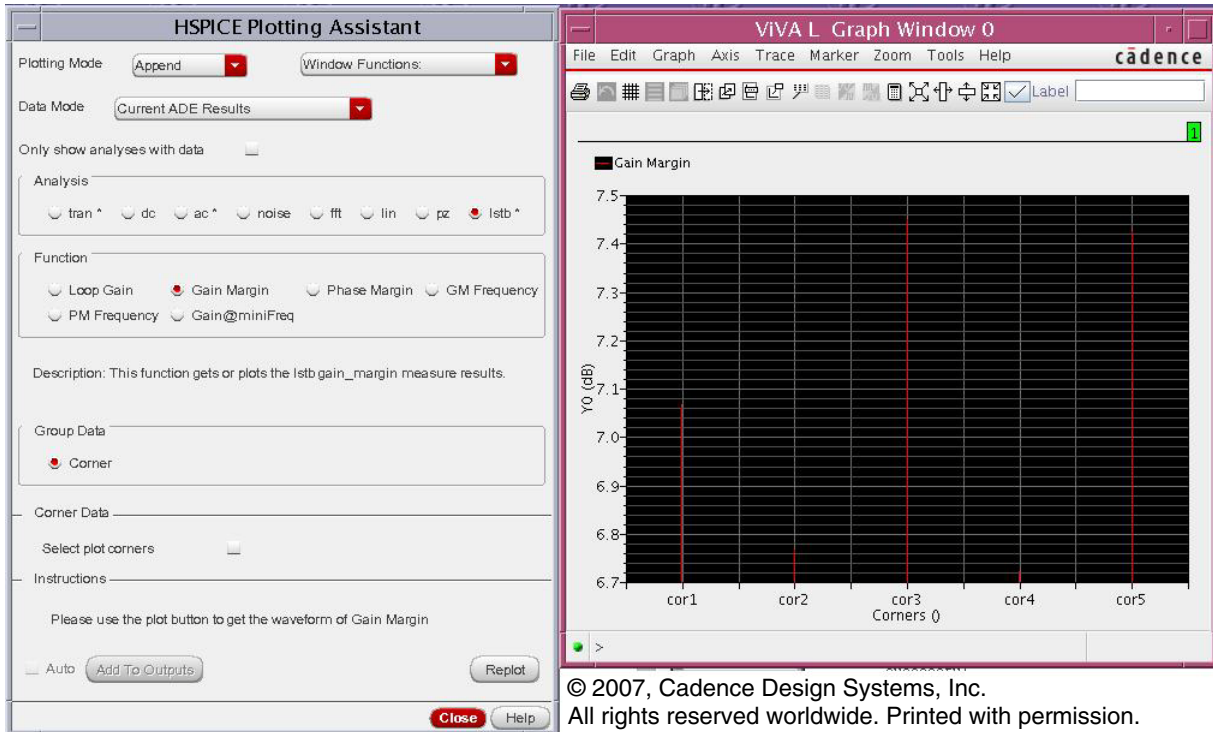 HSPICE Plotting Assistant
Plotting Mode Append Window Functions:
Data Mode Current ADE Results
Only show analyses with data
Analysis
tran * dc ac * noise fft lin pz lstb *
Function
Loop Gain Gain Margin Phase Margin GM Frequency
PM Frequency Gain@miniFreq
Description: This function gets or plots the lstb gain_margin measure results.
Group Data
Corner
Corner Data
Select plot corners
Instructions
Please use the plot button to get the waveform of Gain Margin
Auto Add To Outputs Replot
Close Help
ViVA L Graph Window 0
File Edit Graph Axis Trace Marker Zoom Tools Help cādence
Label
1
Gain Margin
7.5
7.4
7.3
7.2
7.1
7.0
6.9
6.8
6.7
Y0 (dB)
cor1 cor2 cor3 cor4 cor5
Corners ()
>
© 2007, Cadence Design Systems, Inc.
All rights reserved worldwide. Printed with permission.